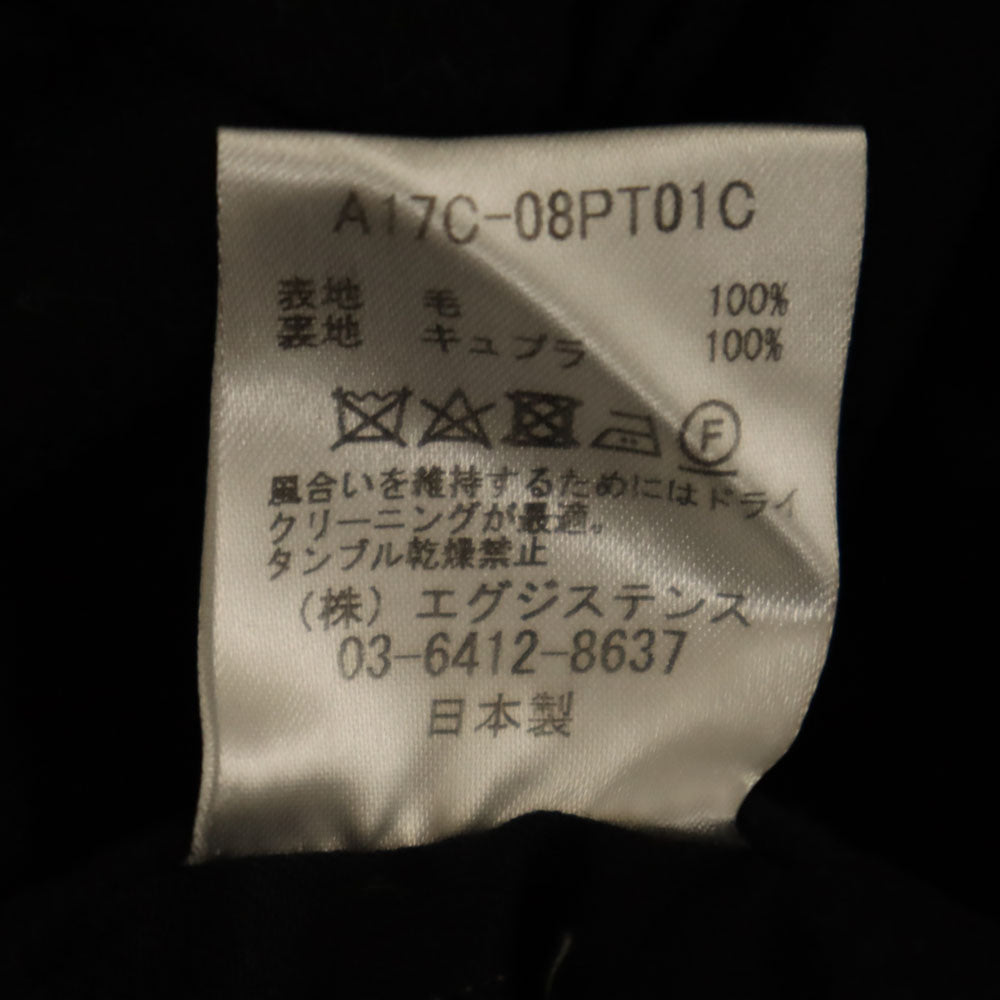 A17C-08PT01C
表地 毛 100%
裏地 キュプラ 100%
F
風合いを維持するためにはドライ
クリーニングが最適。
タンブル乾燥禁止
（株）エグジステンス
03-6412-8637
日本製